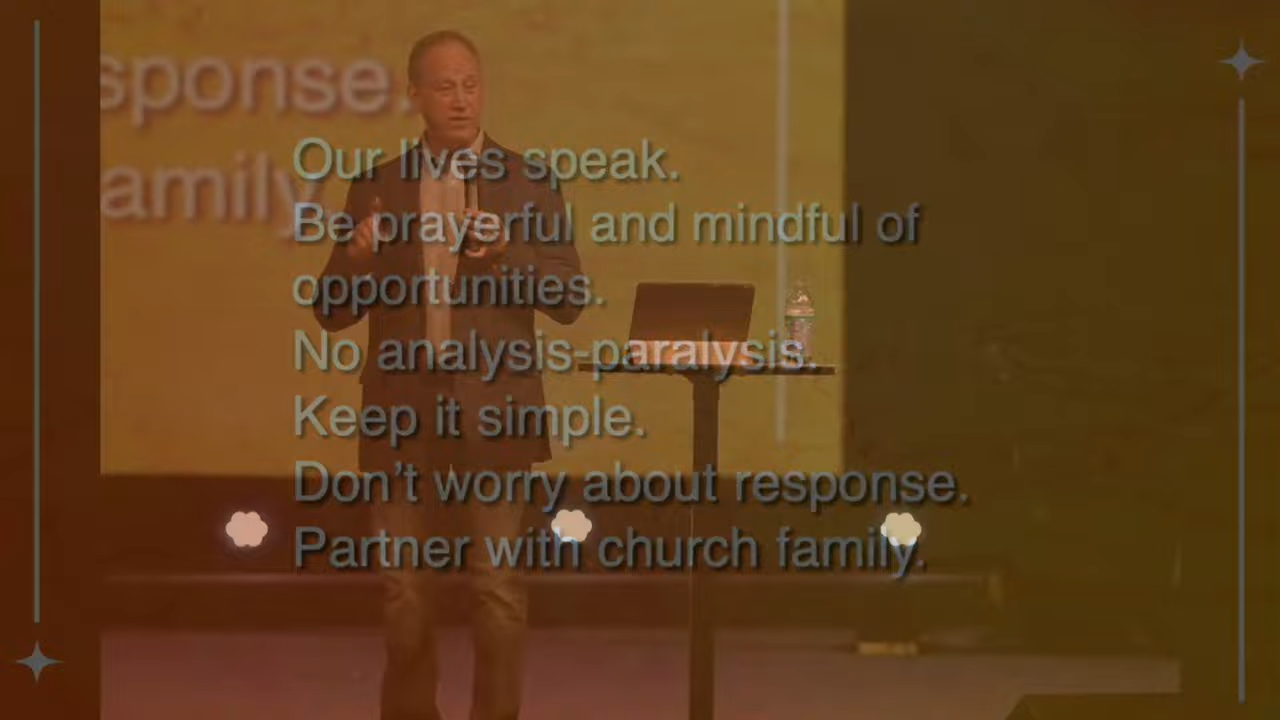 sponse.
amily.
Our lives speak.
Be prayerful and mindful of
opportunities.
No analysis-paralysis.
Keep it simple.
Don’t worry about response.
Partner with church family.